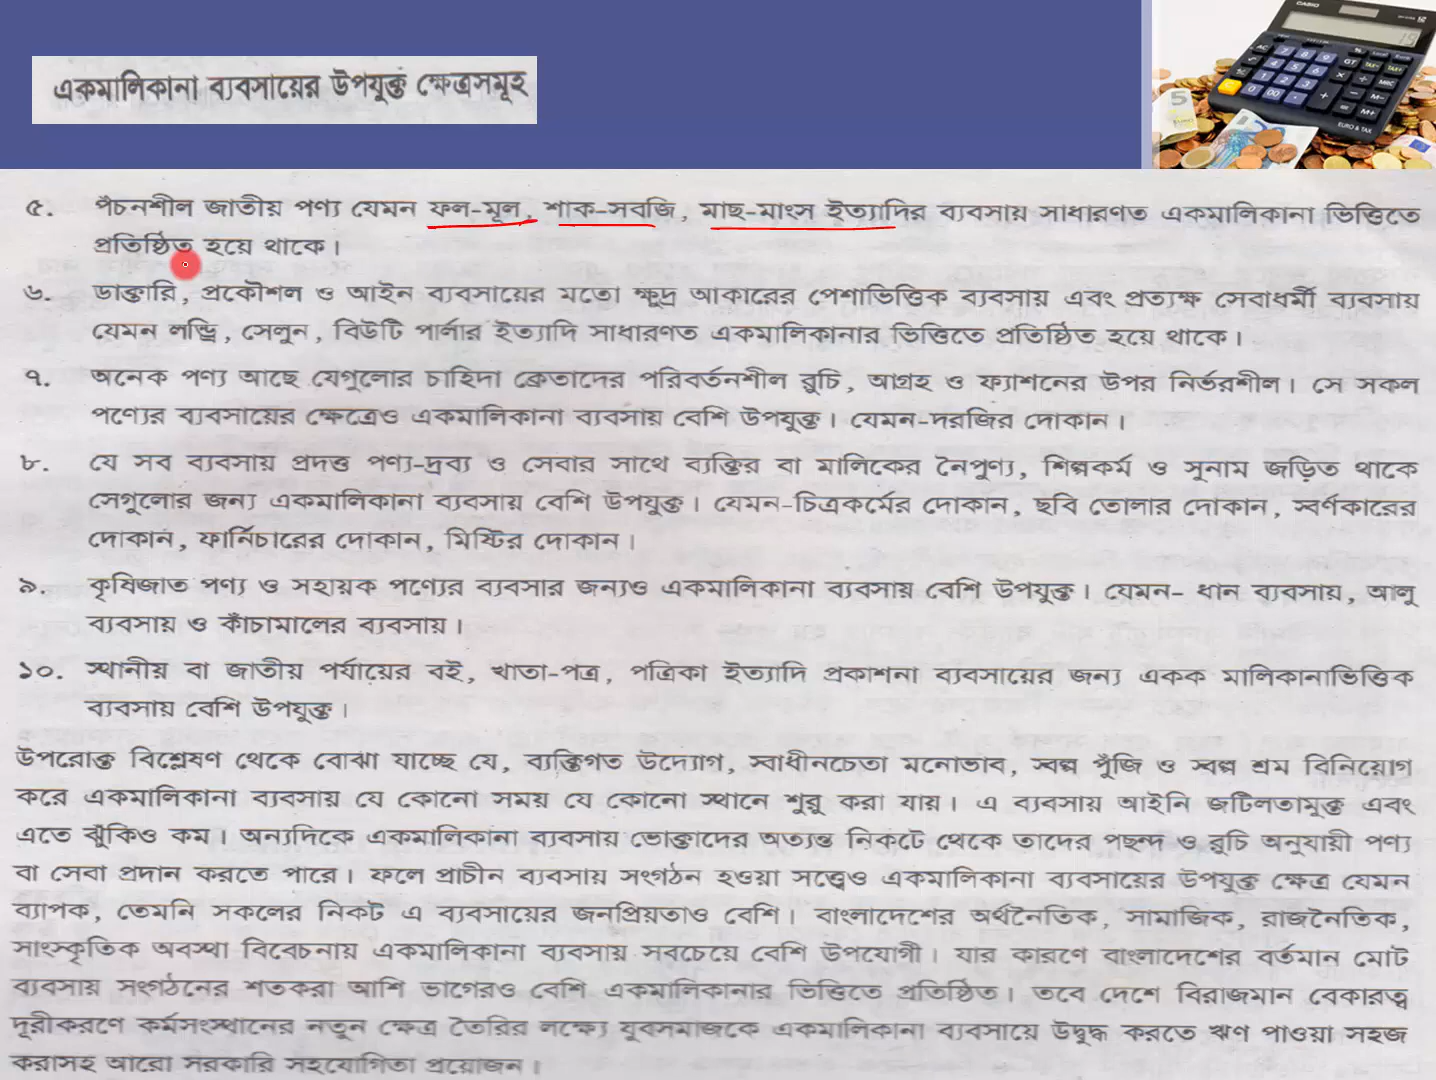 একমালিকানা ব্যবসায়ের উপযুক্ত ক্ষেত্রসমূহ
৫. পঁচনশীল জাতীয় পণ্য যেমন ফল-মূল, শাক-সবজি, মাছ-মাংস ইত্যাদির ব্যবসায় সাধারণত একমালিকানা ভিত্তিতে
প্রতিষ্ঠিত হয়ে থাকে।
৬. ডাক্তারি, প্রকৌশল ও আইন ব্যবসায়ের মতো ক্ষুদ্র আকারের পেশাভিত্তিক ব্যবসায় এবং প্রত্যক্ষ সেবাধর্মী ব্যবসায়
যেমন লন্ড্রি, সেলুন, বিউটি পার্লার ইত্যাদি সাধারণত একমালিকানার ভিত্তিতে প্রতিষ্ঠিত হয়ে থাকে।
৭. অনেক পণ্য আছে যেগুলোর চাহিদা ক্রেতাদের পরিবর্তনশীল রুচি, আগ্রহ ও ফ্যাশনের উপর নির্ভরশীল। সে সকল
পণ্যের ব্যবসায়ের ক্ষেত্রেও একমালিকানা ব্যবসায় বেশি উপযুক্ত। যেমন-দরজির দোকান।
৮. যে সব ব্যবসায় প্রদত্ত পণ্য-দ্রব্য ও সেবার সাথে ব্যক্তির বা মালিকের নৈপুণ্য, শিল্পকর্ম ও সুনাম জড়িত থাকে
সেগুলোর জন্য একমালিকানা ব্যবসায় বেশি উপযুক্ত। যেমন-চিত্রকর্মের দোকান, ছবি তোলার দোকান, স্বর্ণকারের
দোকান, ফার্নিচারের দোকান, মিষ্টির দোকান।
৯. কৃষিজাত পণ্য ও সহায়ক পণ্যের ব্যবসার জন্যও একমালিকানা ব্যবসায় বেশি উপযুক্ত। যেমন- ধান ব্যবসায়, আলু
ব্যবসায় ও কাঁচামালের ব্যবসায়।
১০. স্থানীয় বা জাতীয় পর্যায়ের বই, খাতা-পত্র, পত্রিকা ইত্যাদি প্রকাশনা ব্যবসায়ের জন্য একক মালিকানাভিত্তিক
ব্যবসায় বেশি উপযুক্ত।
উপরোক্ত বিশ্লেষণ থেকে বোঝা যাচ্ছে যে, ব্যক্তিগত উদ্যোগ, স্বাধীনচেতা মনোভাব, স্বল্প পুঁজি ও স্বল্প শ্রম বিনিয়োগ
করে একমালিকানা ব্যবসায় যে কোনো সময় যে কোনো স্থানে শুরু করা যায়। এ ব্যবসায় আইনি জটিলতামুক্ত এবং
এতে ঝুঁকিও কম। অন্যদিকে একমালিকানা ব্যবসায় ভোক্তাদের অত্যন্ত নিকটে থেকে তাদের পছন্দ ও রুচি অনুযায়ী পণ্য
বা সেবা প্রদান করতে পারে। ফলে প্রাচীন ব্যবসায় সংগঠন হওয়া সত্ত্বেও একমালিকানা ব্যবসায়ের উপযুক্ত ক্ষেত্র যেমন
ব্যাপক, তেমনি সকলের নিকট এ ব্যবসায়ের জনপ্রিয়তাও বেশি। বাংলাদেশের অর্থনৈতিক, সামাজিক, রাজনৈতিক,
সাংস্কৃতিক অবস্থা বিবেচনায় একমালিকানা ব্যবসায় সবচেয়ে বেশি উপযোগী। যার কারণে বাংলাদেশের বর্তমান মোট
ব্যবসায় সংগঠনের শতকরা আশি ভাগেরও বেশি একমালিকানার ভিত্তিতে প্রতিষ্ঠিত। তবে দেশে বিরাজমান বেকারত্ব
দূরীকরণে কর্মসংস্থানের নতুন ক্ষেত্র তৈরির লক্ষ্যে যুবসমাজকে একমালিকানা ব্যবসায়ে উদ্বুদ্ধ করতে ঋণ পাওয়া সহজ
করাসহ আরো সরকারি সহযোগিতা প্রয়োজন।